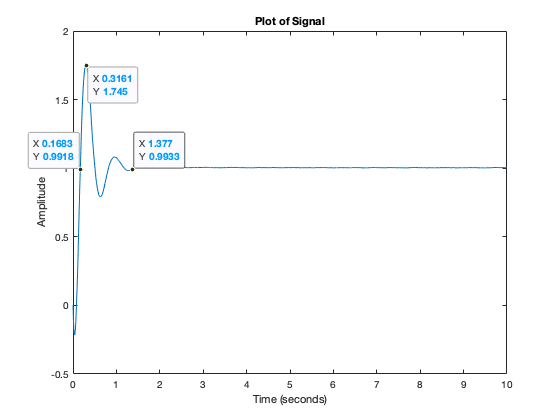 Plot of Signal
2
X 0.3161
Y 1.745
1.5
X 0.1683
Y 0.9918
X 1.377
Y 0.9933
1
Amplitude
0.5
0
-0.5
0 1 2 3 4 5 6 7 8 9 10
Time (seconds)